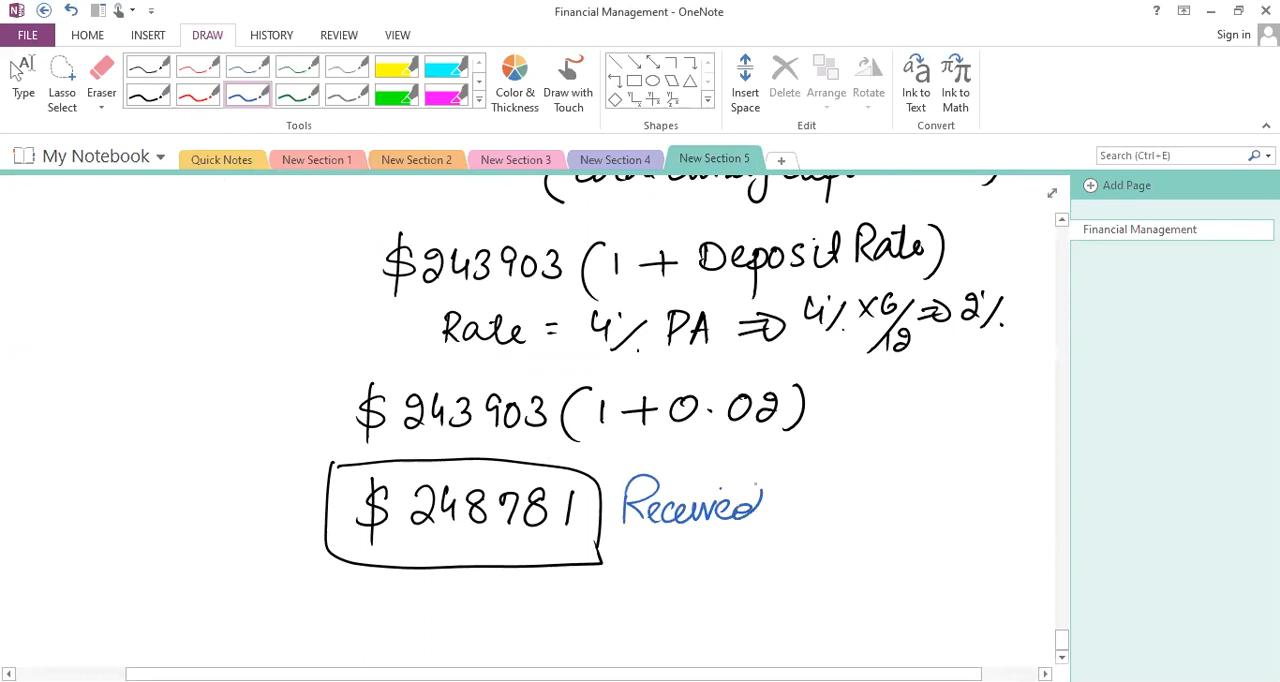 Financial Management - OneNote
?
FILE HOME INSERT DRAW HISTORY REVIEW VIEW
Sign in
Type
Lasso Select
Eraser
Color & Thickness
Draw with Touch
Insert Space
Delete
Arrange
Rotate
Ink to Text
Ink to Math
Tools Shapes Edit Convert
My Notebook Quick Notes New Section 1 New Section 2 New Section 3 New Section 4 New Section 5
Search (Ctrl+E)
Add Page
Financial Management
$243903 (1 + Deposit Rate)
Rate = 4% PA ⇒ 4% × 6/12 ⇒ 2%
$ 243903 (1 + 0.02)
$ 248781 Received